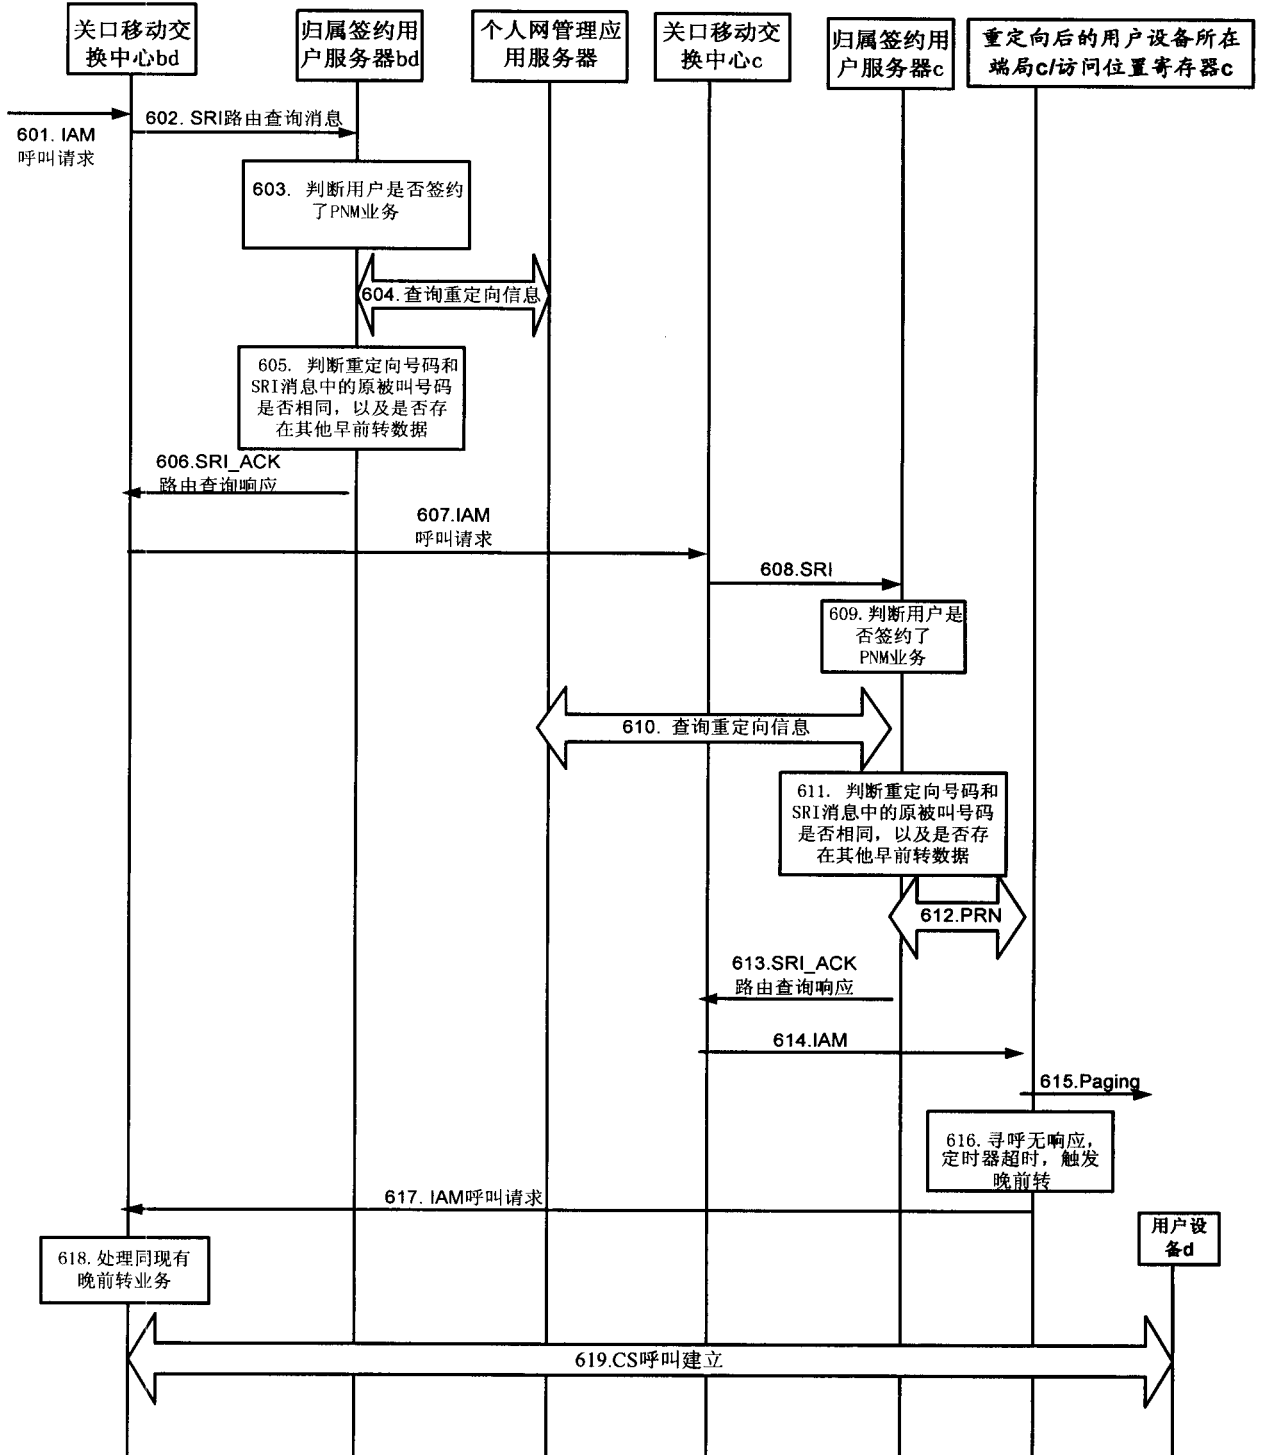 关口移动交
换中心bd
归属签约用
户服务器bd
个人网管理应
用服务器
关口移动交
换中心c
归属签约用
户服务器c
重定向后的用户设备所在
端局c/访问位置寄存器c
601. IAM
呼叫请求
602. SRI路由查询消息
603. 判断用户是否签约
了PNM业务
604.查询重定向信息
605. 判断重定向号码和
SRI消息中的原被叫号码
是否相同，以及是否存
在其他早前转数据
606.SRI_ACK
路由查询响应
607.IAM
呼叫请求
608.SRI
609.判断用户是
否签约了
PNM业务
610. 查询重定向信息
611. 判断重定向号码和
SRI消息中的原被叫号码
是否相同，以及是否存
在其他早前转数据
612.PRN
613.SRI_ACK
路由查询响应
614.IAM
615.Paging
616.寻呼无响应，
定时器超时，触发
晚前转
617. IAM呼叫请求
用户设
备d
618.处理同现有
晚前转业务
619.CS呼叫建立